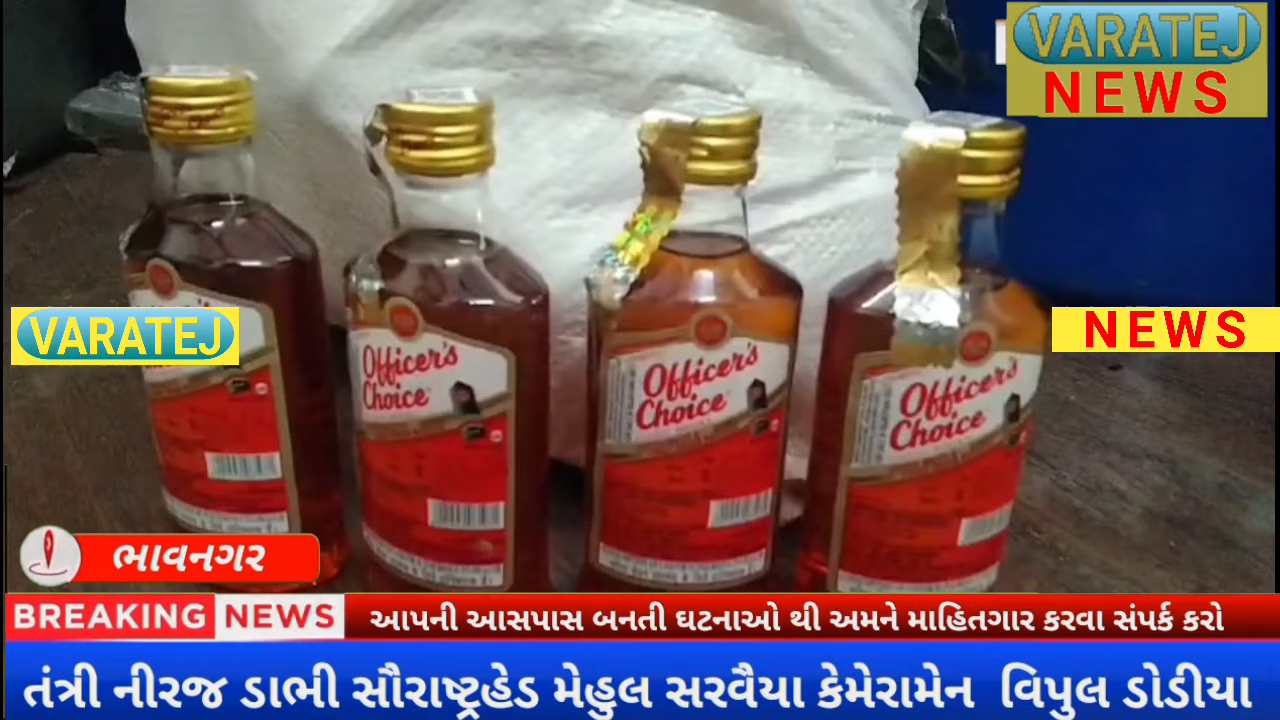 VARATEJ
NEWS
VARATEJ
NEWS
Officer's
Choice
Officer's
Choice
Officer's
Choice
ભાવનગર
BREAKING NEWS
આપની આસપાસ બનતી ઘટનાઓ થી અમને માહિતગાર કરવા સંપર્ક કરો
તંત્રી નીરજ ડાભી સૌરાષ્ટ્રહેડ મેહુલ સરવૈયા કેમેરામેન વિપુલ ડોડીયા